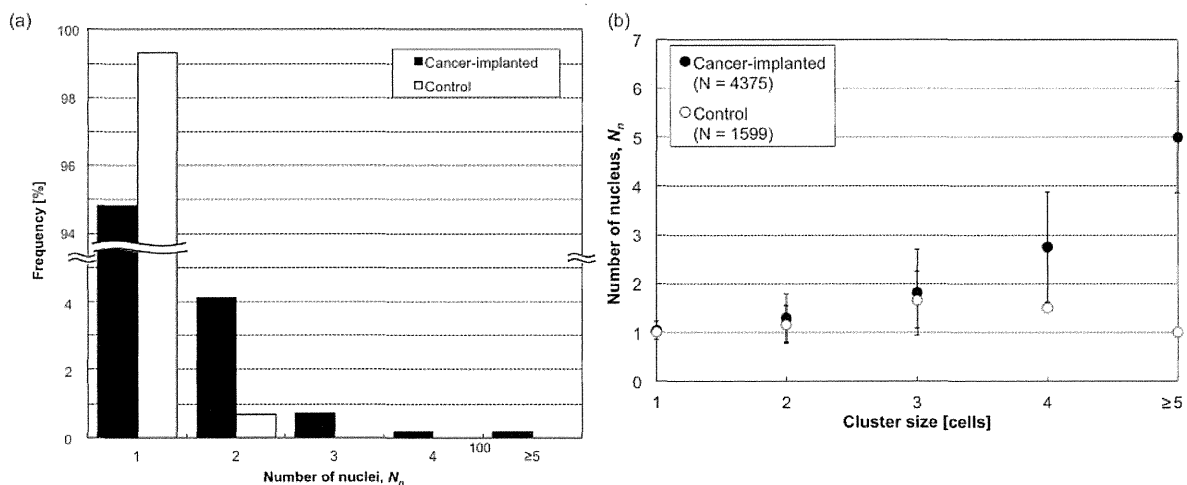 (a)
100
98
96
94
4
2
0
Frequency [%]
Cancer-implanted
Control
1
2
3
4
100
≥5
Number of nuclei, Nn
(b)
7
6
5
4
3
2
1
0
Number of nucleus, Nn
Cancer-implanted
(N = 4375)
Control
(N = 1599)
1
2
3
4
≥5
Cluster size [cells]